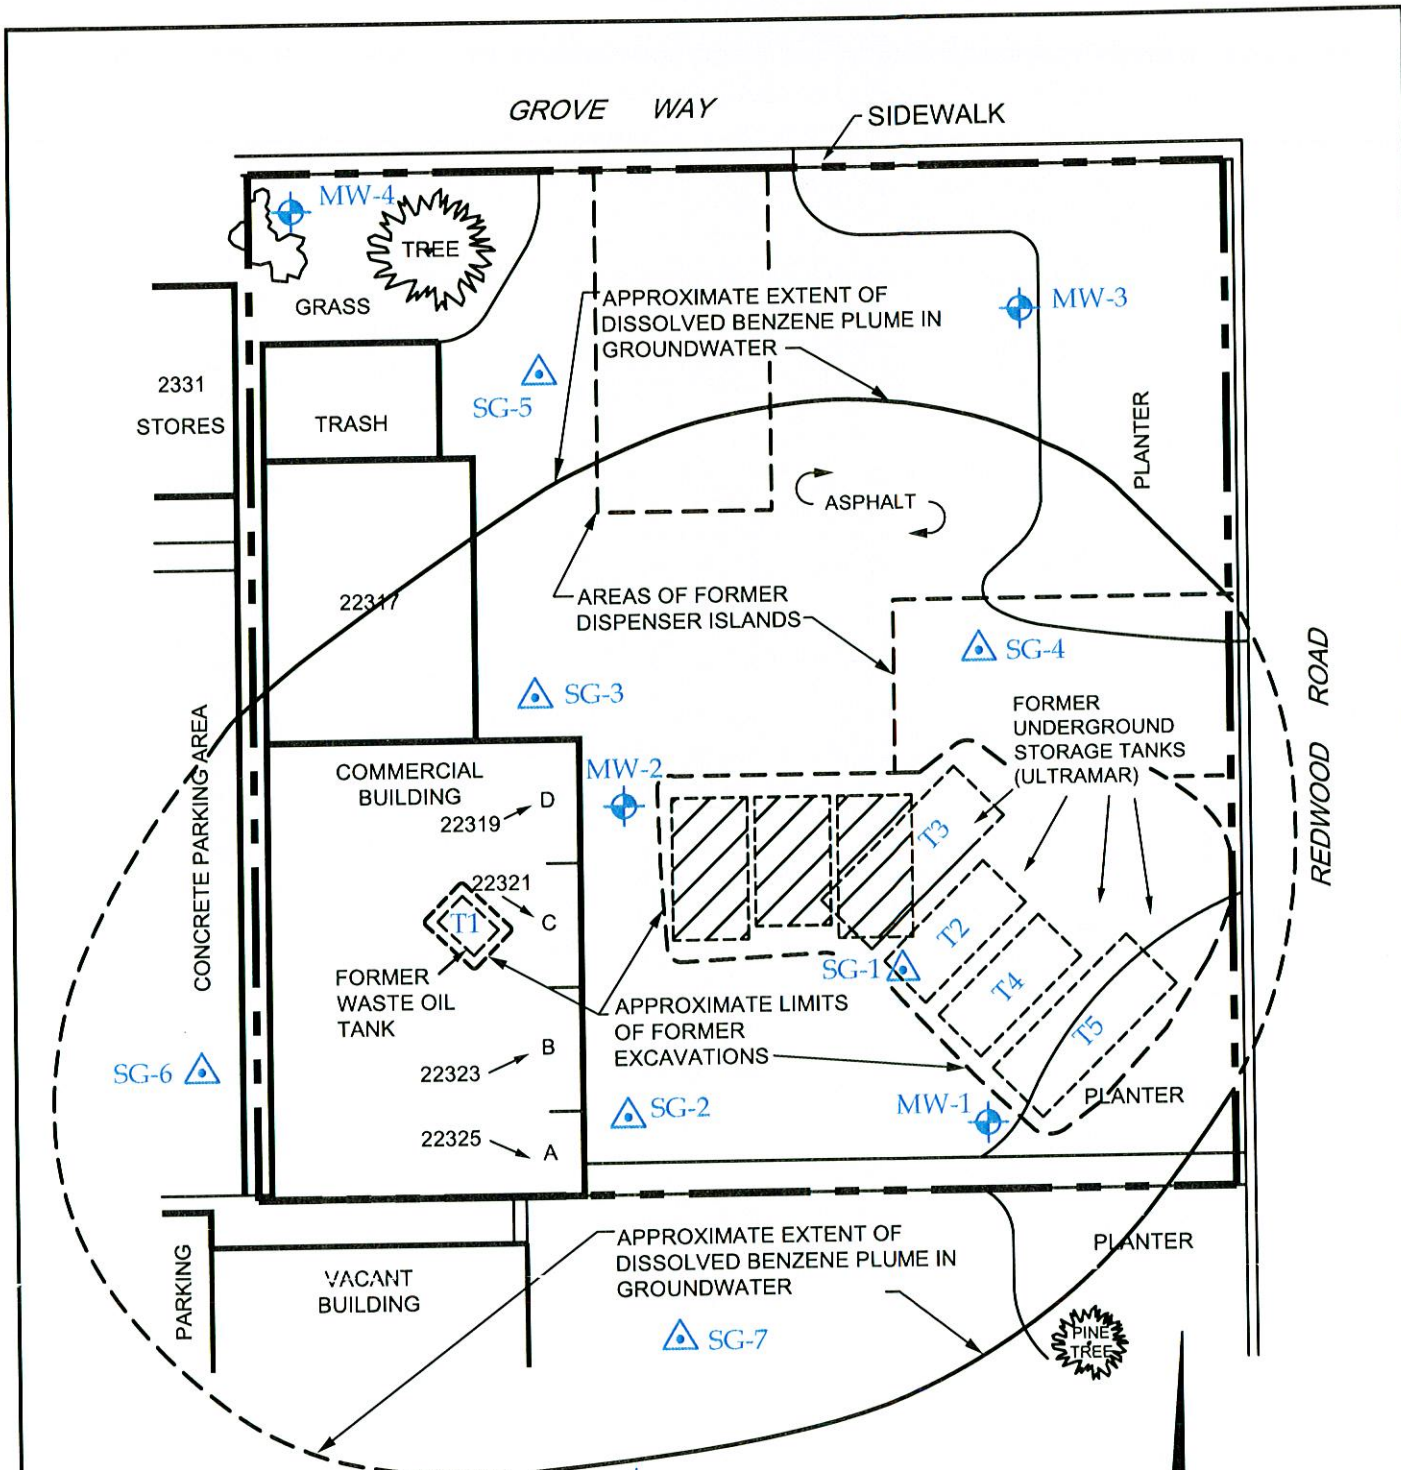 GROVE WAY
SIDEWALK
MW-4
TREE
GRASS
MW-3
APPROXIMATE EXTENT OF
DISSOLVED BENZENE PLUME IN
GROUNDWATER
2331
STORES
TRASH
SG-5
PLANTER
ASPHALT
22317
AREAS OF FORMER
DISPENSER ISLANDS
SG-4
SG-3
REDWOOD ROAD
FORMER
UNDERGROUND
STORAGE TANKS
(ULTRAMAR)
CONCRETE PARKING AREA
COMMERCIAL
BUILDING
MW-2
D
22319
T3
22321
T1
C
T2
SG-1
T4
FORMER
WASTE OIL
TANK
APPROXIMATE LIMITS
OF FORMER
EXCAVATIONS
T5
B
22323
SG-6
SG-2
MW-1
PLANTER
22325
A
APPROXIMATE EXTENT OF
DISSOLVED BENZENE PLUME IN
GROUNDWATER
PLANTER
PARKING
VACANT
BUILDING
SG-7
PINE
TREE